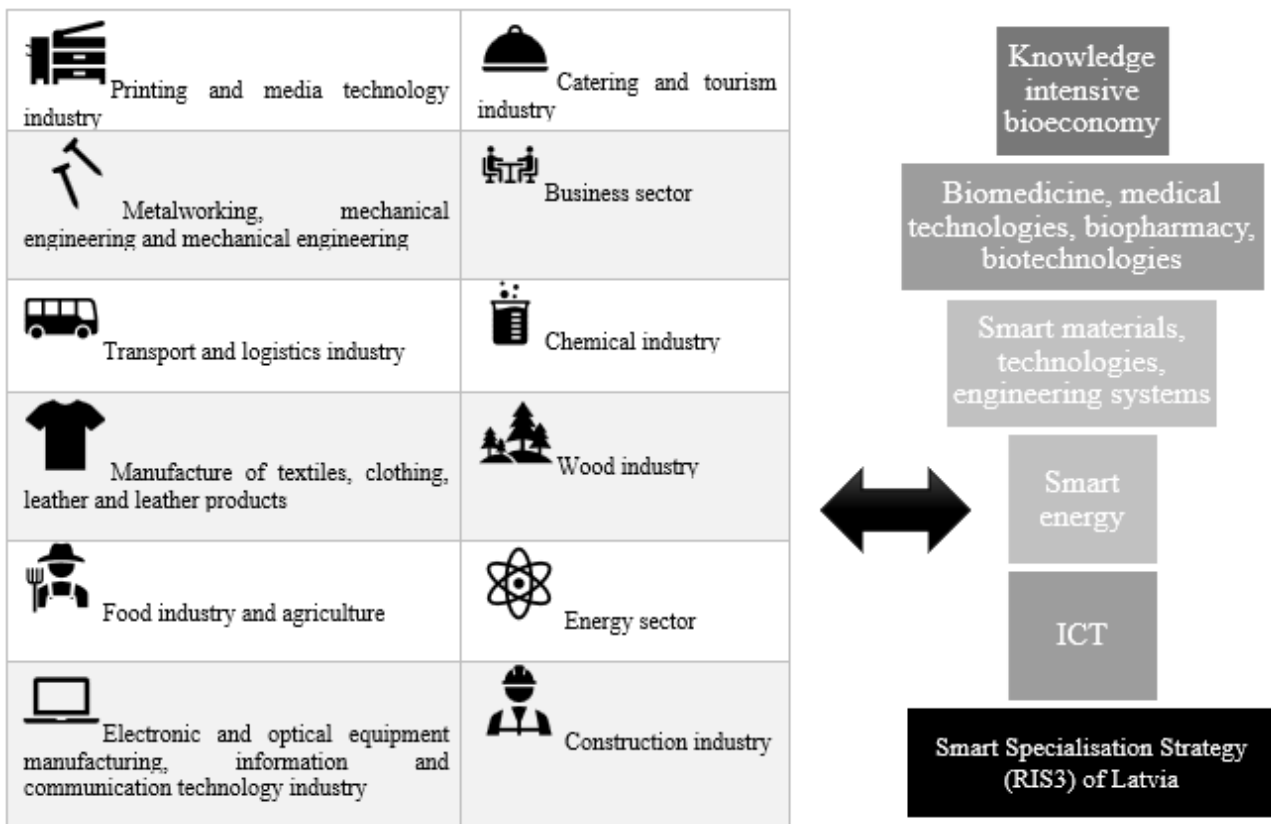 Printing and media technology
industry
Catering and tourism
industry
Metalworking, mechanical
engineering and mechanical engineering
Business sector
Transport and logistics industry
Chemical industry
Manufacture of textiles, clothing,
leather and leather products
Wood industry
Food industry and agriculture
Energy sector
Electronic and optical equipment
manufacturing, information and
communication technology industry
Construction industry
Knowledge
intensive
bioeconomy
Biomedicine, medical
technologies, biopharmacy,
biotechnologies
Smart materials,
technologies,
engineering systems
Smart
energy
ICT
Smart Specialisation Strategy
(RIS3) of Latvia